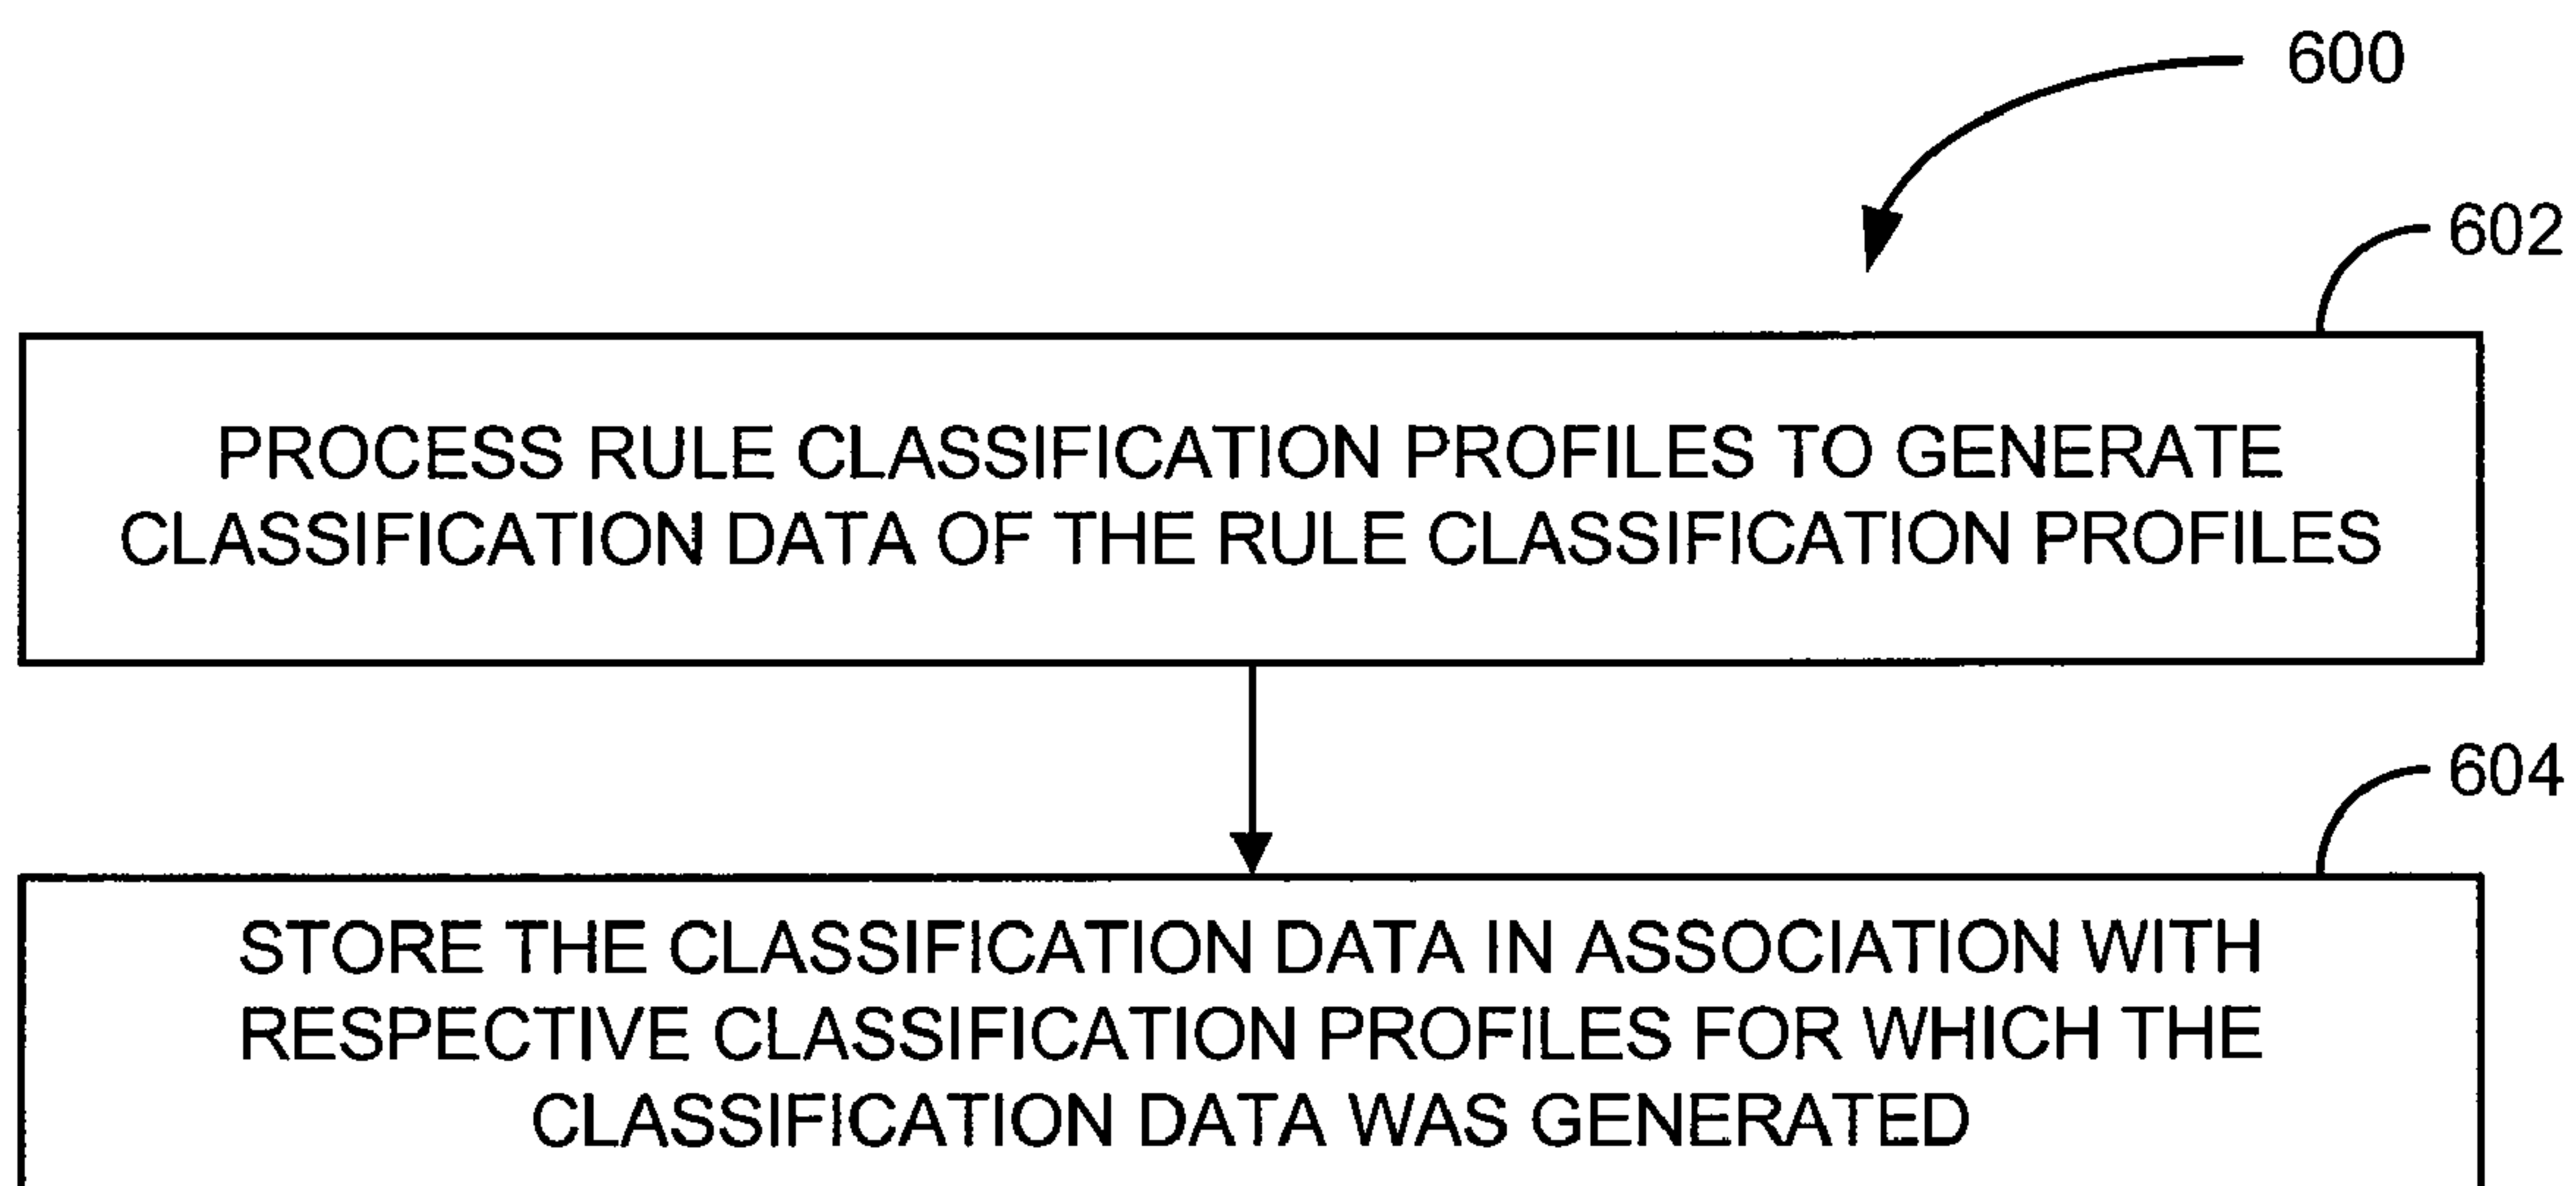 600
602
PROCESS RULE CLASSIFICATION PROFILES TO GENERATE
CLASSIFICATION DATA OF THE RULE CLASSIFICATION PROFILES
604
STORE THE CLASSIFICATION DATA IN ASSOCIATION WITH
RESPECTIVE CLASSIFICATION PROFILES FOR WHICH THE
CLASSIFICATION DATA WAS GENERATED